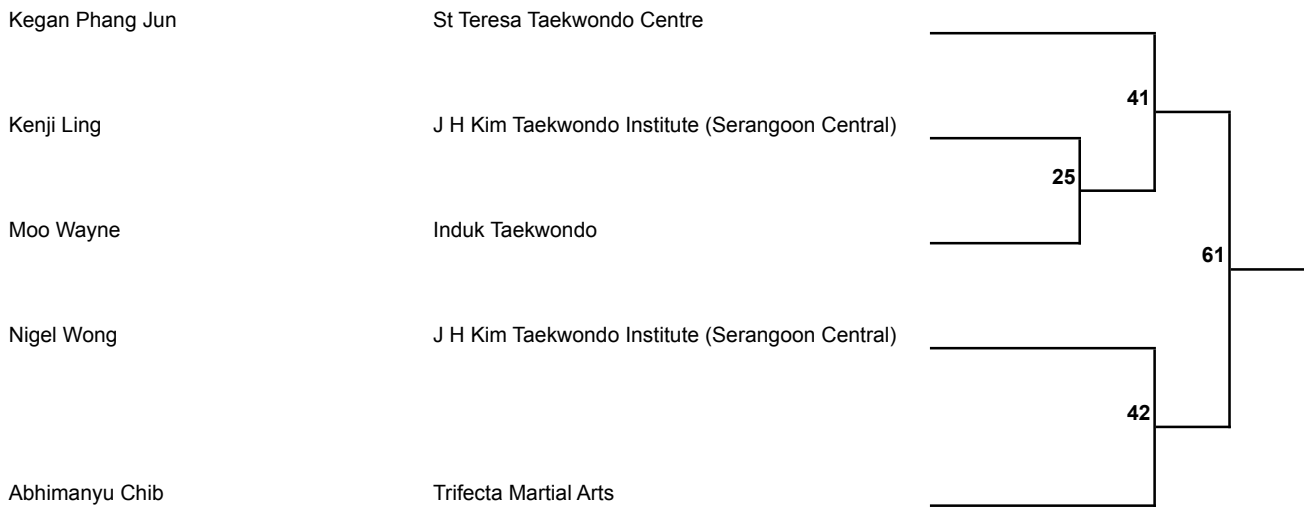 Kegan Phang Jun St Teresa Taekwondo Centre
41
Kenji Ling J H Kim Taekwondo Institute (Serangoon Central)
25
Moo Wayne Induk Taekwondo
61
Nigel Wong J H Kim Taekwondo Institute (Serangoon Central)
42
Abhimanyu Chib Trifecta Martial Arts